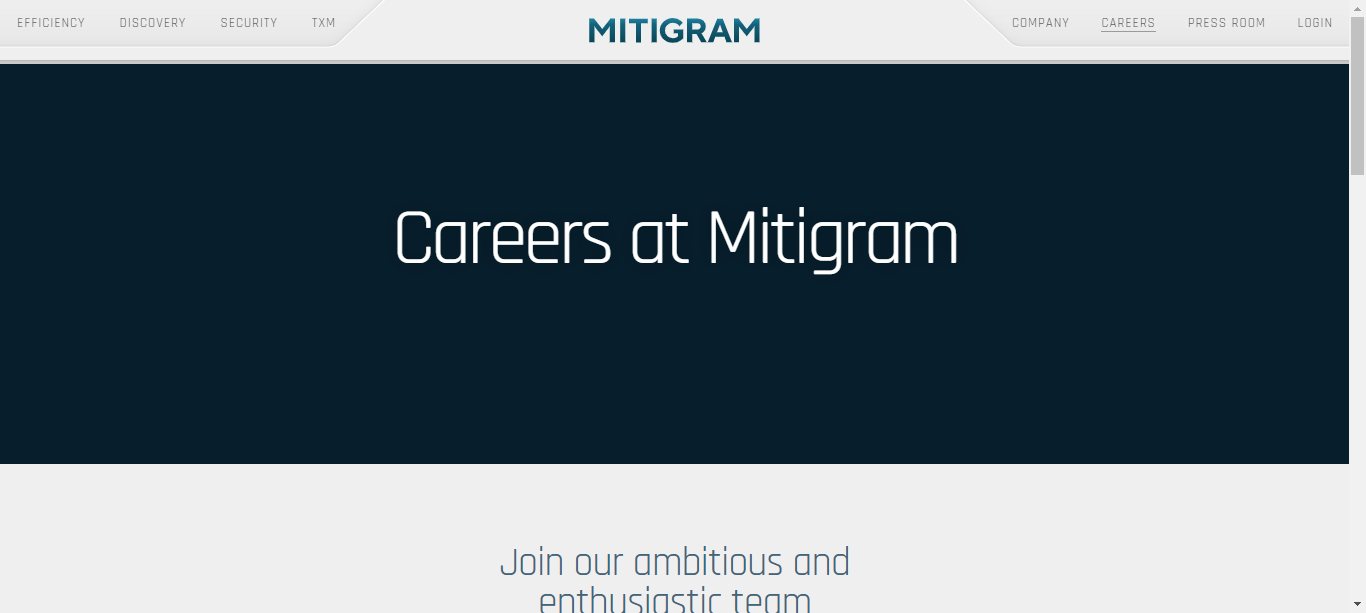 EFFICIENCY
DISCOVERY
SECURITY
TXM
MITIGRAM
COMPANY
CAREERS
PRESS ROOM
LOGIN
Careers at Mitigram
Join our ambitious and
enthusiastic team